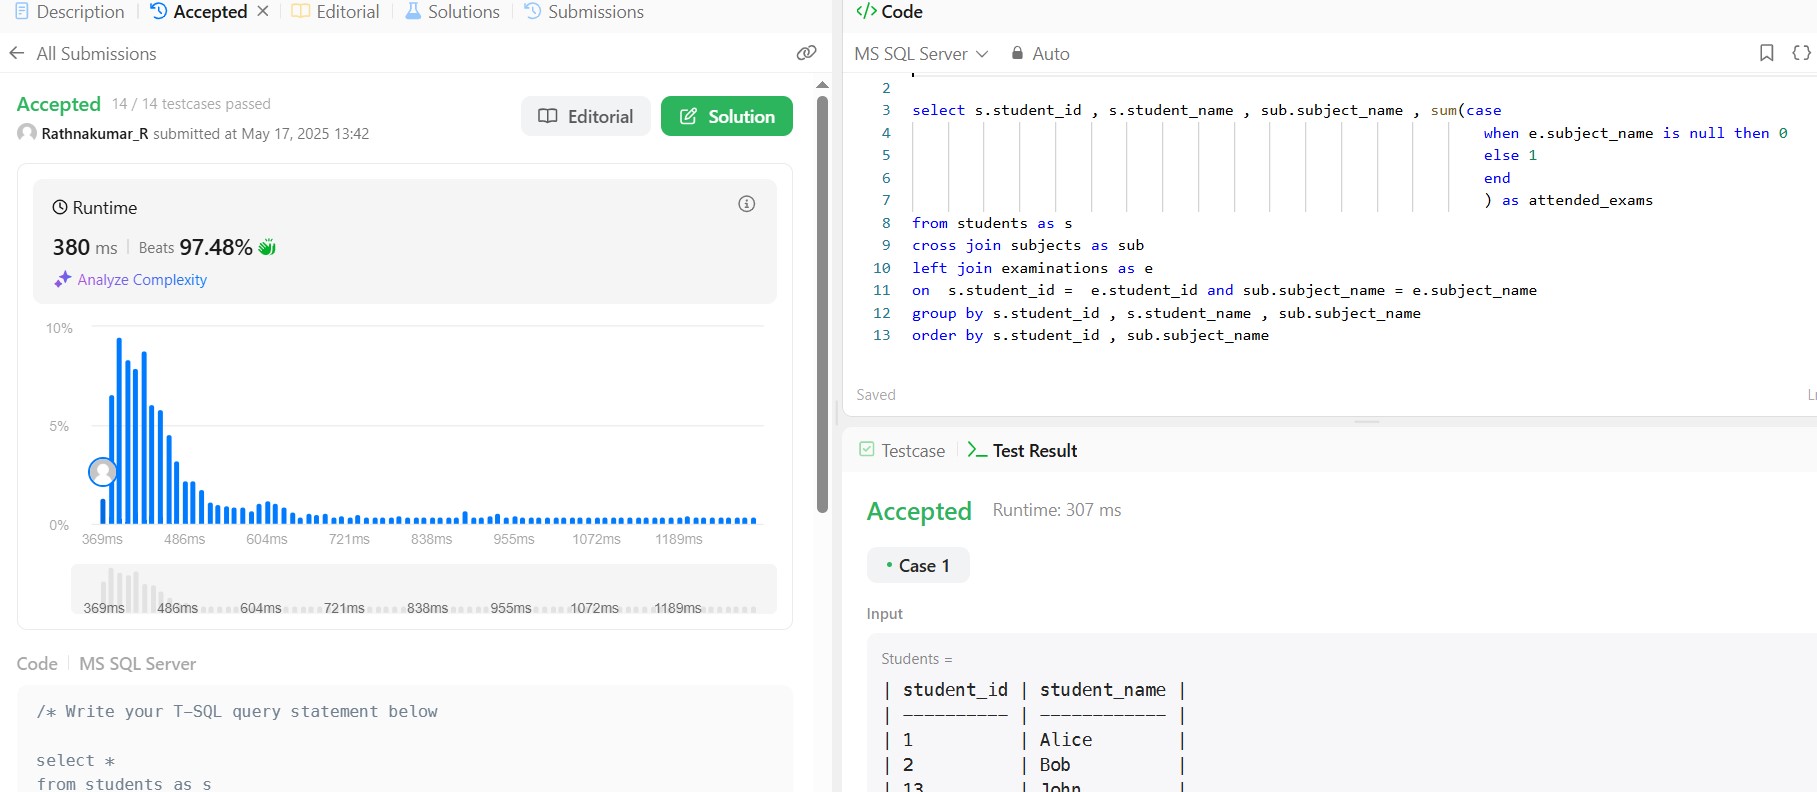 Description
Accepted
Editorial
Solutions
Submissions
All Submissions
Accepted 14 / 14 testcases passed
Rathnakumar_R submitted at May 17, 2025 13:42
Editorial
Solution
Runtime
380 ms Beats 97.48%
Analyze Complexity
10%
5%
0%
369ms 486ms 604ms 721ms 838ms 955ms 1072ms 1189ms
369ms 486ms 604ms 721ms 838ms 955ms 1072ms 1189ms
Code MS SQL Server
/* Write your T-SQL query statement below
select *
from students as s
</> Code
MS SQL Server Auto
2
3 select s.student_id , s.student_name , sub.subject_name , sum(case
4 when e.subject_name is null then 0
5 else 1
6 end
7 ) as attended_exams
8 from students as s
9 cross join subjects as sub
10 left join examinations as e
11 on  s.student_id =  e.student_id and sub.subject_name = e.subject_name
12 group by s.student_id , s.student_name , sub.subject_name
13 order by s.student_id , sub.subject_name
Saved
Testcase
Test Result
Accepted Runtime: 307 ms
Case 1
Input
Students =
| student_id | student_name |
| ---------- | ------------ |
| 1 | Alice |
| 2 | Bob |
| 13 | John |